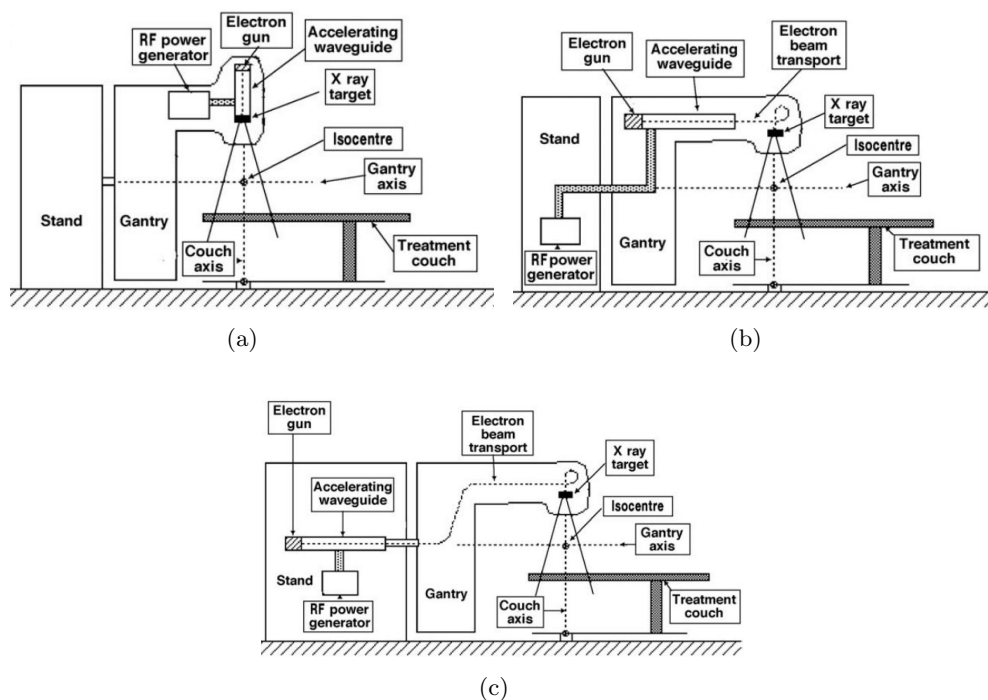 Electron
gun
RF power
generator
Accelerating
waveguide
X ray
target
Isocentre
Gantry
axis
Stand
Gantry
Couch
axis
Treatment
couch
(a)
Electron
gun
Accelerating
waveguide
Electron
beam
transport
X ray
target
Stand
Isocentre
Gantry
axis
Gantry
RF power
generator
Couch
axis
Treatment
couch
(b)
Electron
gun
Electron
beam
transport
X ray
target
Accelerating
waveguide
Isocentre
Gantry
axis
Stand
Gantry
RF power
generator
Couch
axis
Treatment
couch
(c)